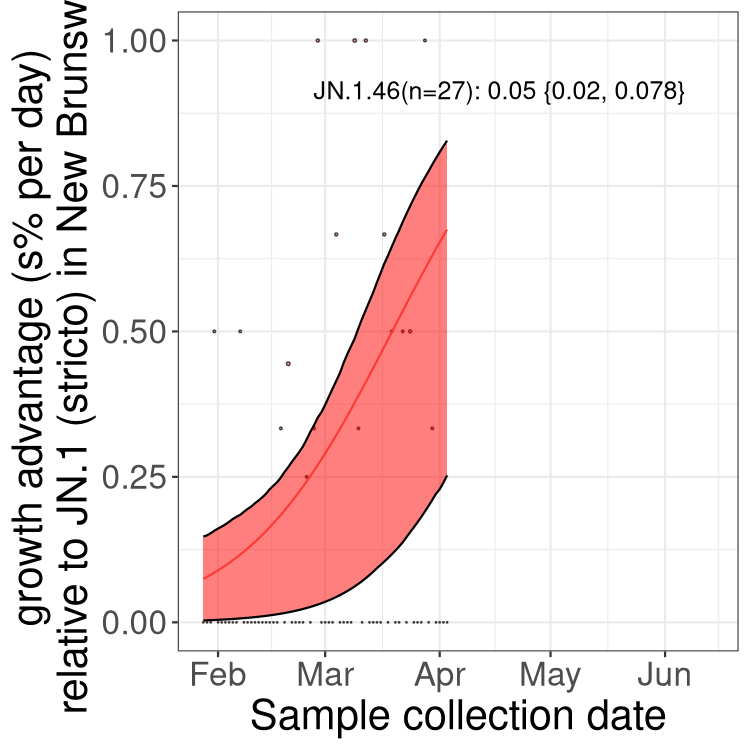 growth advantage (s% per day)
relative to JN.1 (stricto) in New Brunsw
1.00
0.75
0.50
0.25
0.00
JN.1.46(n=27): 0.05 {0.02, 0.078}
Feb Mar Apr May Jun
Sample collection date